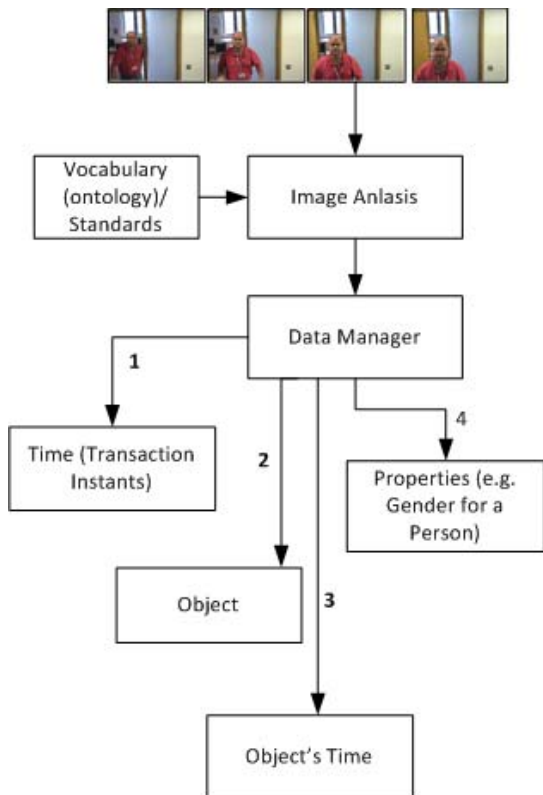 Vocabulary
(ontology)/
Standards
Image Anlasis
Data Manager
1
Time (Transaction
Instants)
2
Object
3
Object's Time
4
Properties (e.g.
Gender for a
Person)